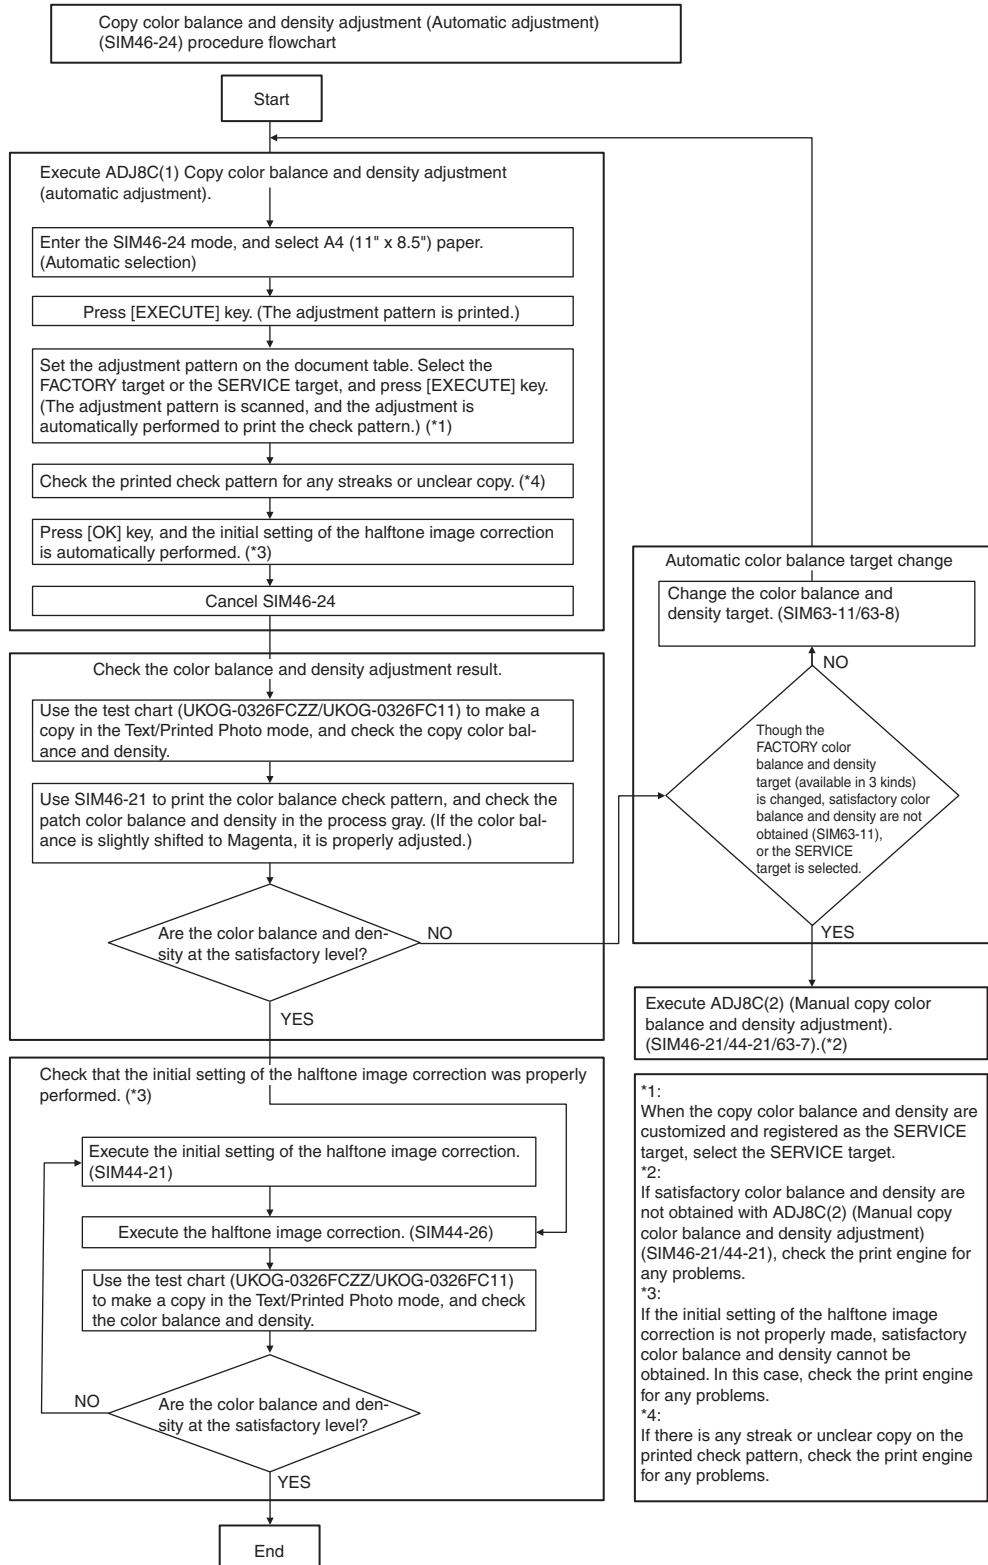 Copy color balance and density adjustment (Automatic adjustment)
(SIM46-24) procedure flowchart
Start
Execute ADJ8C(1) Copy color balance and density adjustment
(automatic adjustment).
Enter the SIM46-24 mode, and select A4 (11" x 8.5") paper.
(Automatic selection)
Press [EXECUTE] key. (The adjustment pattern is printed.)
Set the adjustment pattern on the document table. Select the
FACTORY target or the SERVICE target, and press [EXECUTE] key.
(The adjustment pattern is scanned, and the adjustment is
automatically performed to print the check pattern.) (*1)
Check the printed check pattern for any streaks or unclear copy. (*4)
Press [OK] key, and the initial setting of the halftone image correction
is automatically performed. (*3)
Cancel SIM46-24
Check the color balance and density adjustment result.
Use the test chart (UKOG-0326FCZZ/UKOG-0326FC11) to make a
copy in the Text/Printed Photo mode, and check the copy color bal-
ance and density.
Use SIM46-21 to print the color balance check pattern, and check the
patch color balance and density in the process gray. (If the color bal-
ance is slightly shifted to Magenta, it is properly adjusted.)
Are the color balance and den-
sity at the satisfactory level?
NO
YES
Automatic color balance target change
Change the color balance and
density target. (SIM63-11/63-8)
NO
Though the
FACTORY color
balance and density
target (available in 3 kinds)
is changed, satisfactory color
balance and density are not
obtained (SIM63-11),
or the SERVICE
target is selected.
YES
Execute ADJ8C(2) (Manual copy color
balance and density adjustment).
(SIM46-21/44-21/63-7).(*2)
Check that the initial setting of the halftone image correction was properly
performed. (*3)
Execute the initial setting of the halftone image correction.
(SIM44-21)
Execute the halftone image correction. (SIM44-26)
Use the test chart (UKOG-0326FCZZ/UKOG-0326FC11)
to make a copy in the Text/Printed Photo mode, and check
the color balance and density.
NO
Are the color balance and den-
sity at the satisfactory level?
YES
End
*1:
When the copy color balance and density are
customized and registered as the SERVICE
target, select the SERVICE target.
*2:
If satisfactory color balance and density are
not obtained with ADJ8C(2) (Manual copy
color balance and density adjustment)
(SIM46-21/44-21), check the print engine for
any problems.
*3:
If the initial setting of the halftone image
correction is not properly made, satisfactory
color balance and density cannot be
obtained. In this case, check the print engine
for any problems.
*4:
If there is any streak or unclear copy on the
printed check pattern, check the print engine
for any problems.